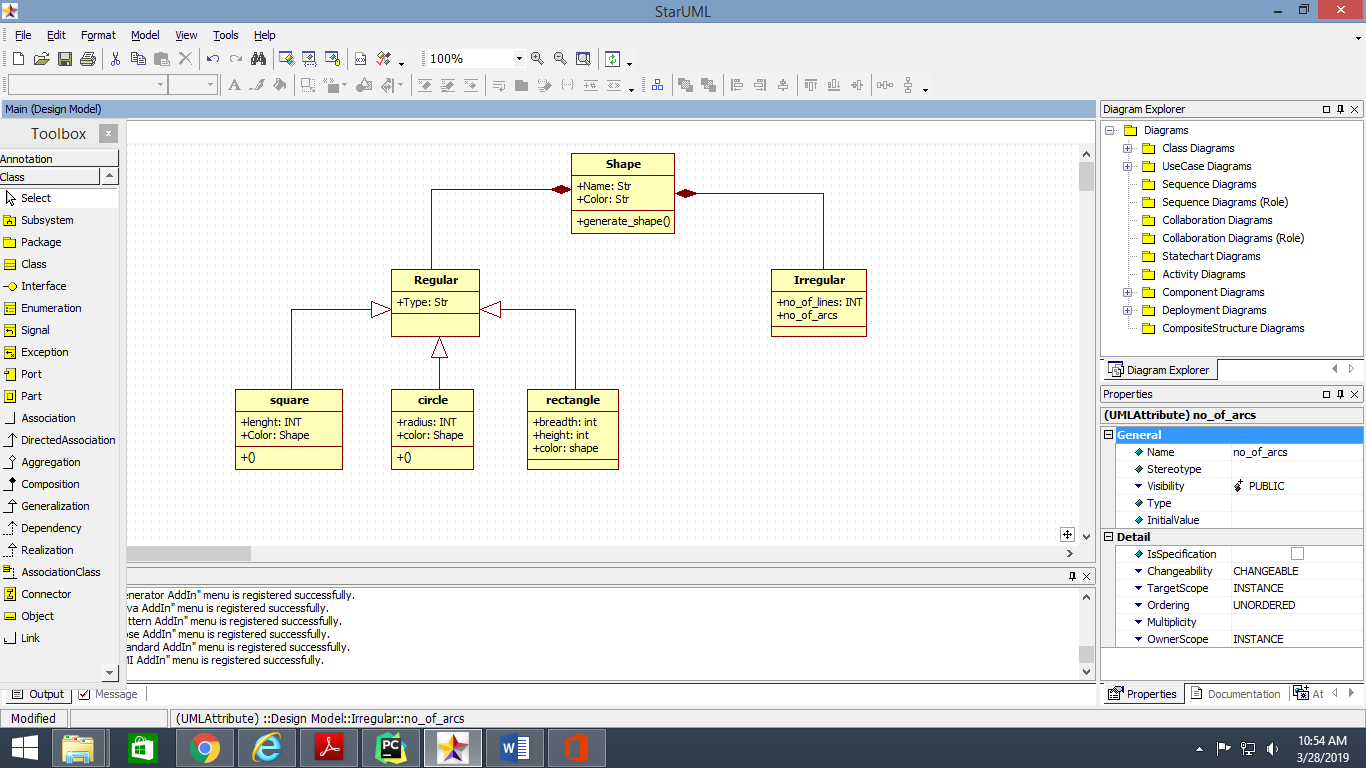 StarUML
File Edit Format Model View Tools Help
100%
Main (Design Model)
Toolbox
Annotation
Class
Select
Subsystem
Package
Class
Interface
Enumeration
Signal
Exception
Port
Part
Association
DirectedAssociation
Aggregation
Composition
Generalization
Dependency
Realization
AssociationClass
Connector
Object
Link
Shape
+Name: Str
+Color: Str
+generate_shape()
Regular
+Type: Str
Irregular
+no_of_lines: INT
+no_of_arcs
square
+lenght: INT
+Color: Shape
+()
circle
+radius: INT
+color: Shape
+()
rectangle
+breadth: int
+height: int
+color: shape
enerator AddIn" menu is registered successfully.
va AddIn" menu is registered successfully.
ttern AddIn" menu is registered successfully.
ose AddIn" menu is registered successfully.
andard AddIn" menu is registered successfully.
MI AddIn" menu is registered successfully.
Output Message
Diagram Explorer
Diagrams
Class Diagrams
UseCase Diagrams
Sequence Diagrams
Sequence Diagrams (Role)
Collaboration Diagrams
Collaboration Diagrams (Role)
Statechart Diagrams
Activity Diagrams
Component Diagrams
Deployment Diagrams
CompositeStructure Diagrams
Diagram Explorer
Properties
(UMLAttribute) no_of_arcs
General
Name no_of_arcs
Stereotype
Visibility PUBLIC
Type
InitialValue
Detail
IsSpecification
Changeability CHANGEABLE
TargetScope INSTANCE
Ordering UNORDERED
Multiplicity
OwnerScope INSTANCE
Properties Documentation At
Modified (UMLAttribute) ::Design Model::Irregular::no_of_arcs
10:54 AM
3/28/2019